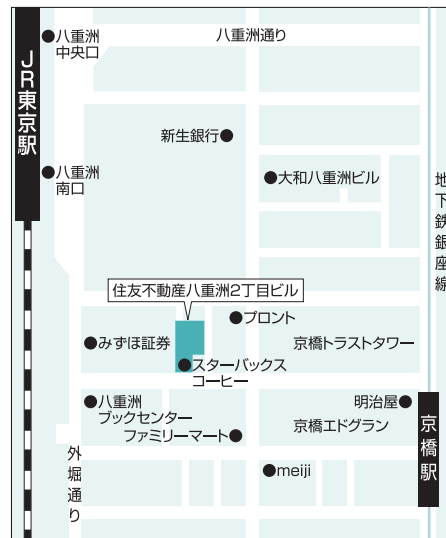 八重洲
中央口
八重洲通り
JR東京駅
新生銀行
八重洲
南口
大和八重洲ビル
地下鉄銀座線
住友不動産八重洲2丁目ビル
プロント
みずほ証券
京橋トラストタワー
スターバックス
コーヒー
八重洲
ブックセンター
明治屋
ファミリーマート
京橋エドグラン
京橋駅
外堀通り
meiji